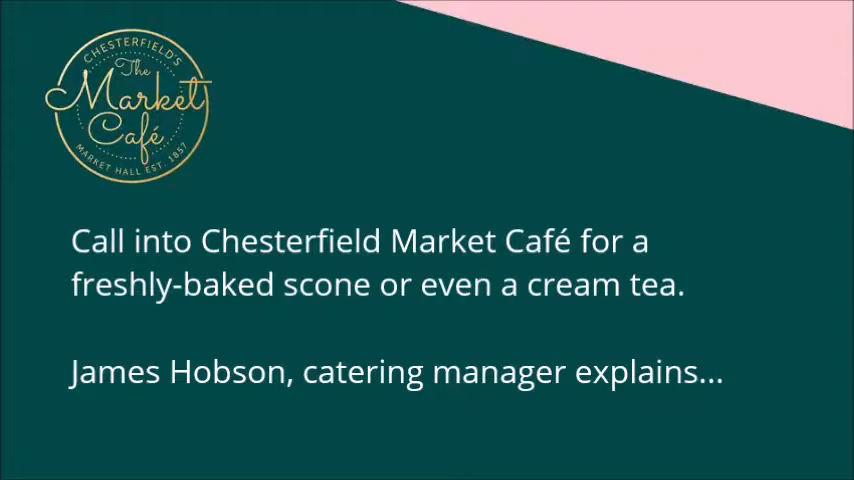 CHESTERFIELD'S
The
Market
Café
MARKET HALL EST. 1857
Call into Chesterfield Market Café for a
freshly-baked scone or even a cream tea.
James Hobson, catering manager explains...